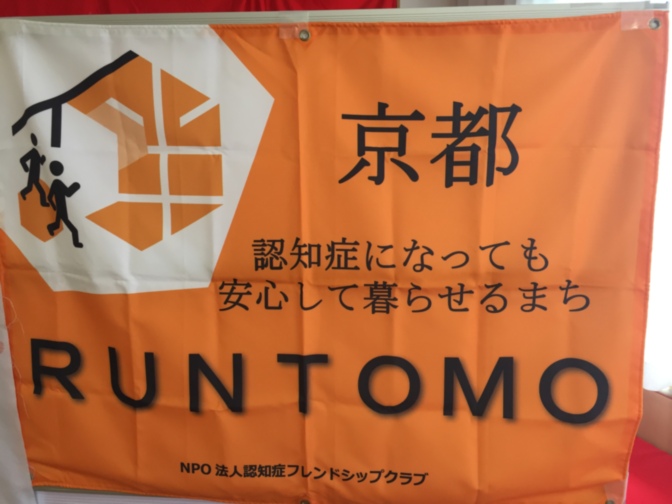 京都
認知症になっても
安心して暮らせるまち
RUNTOMO
NPO 法人認知症フレンドシップクラブ